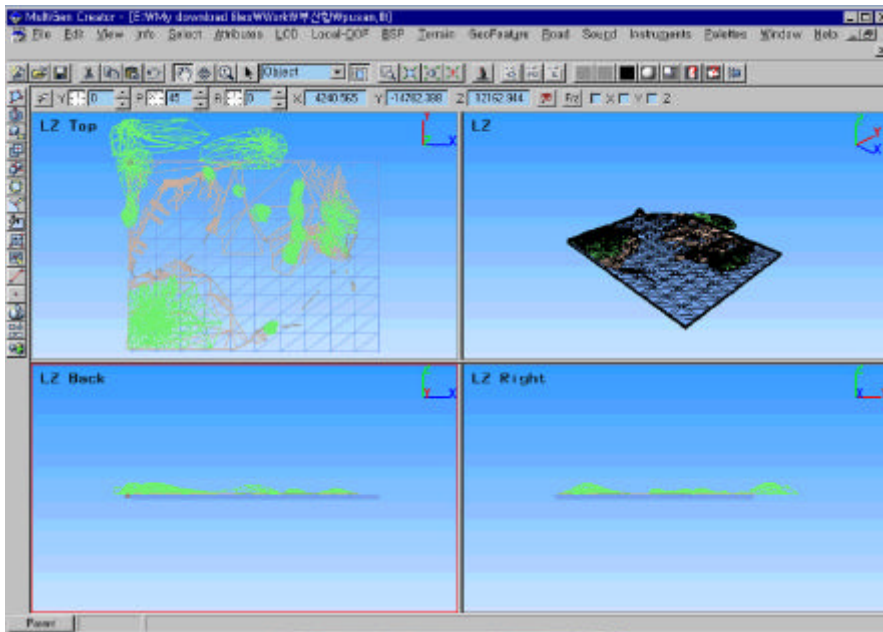 MultiGen Creator - [E:\My download files\Work\부산항\pusan.flt]
File Edit View Info Select Attributes LOD Local-DOF BSP Terrain GeoFeature Road Sound Instruments Palettes Window Help
Object
Y 0 P 45 R 0 X 4240.565 Y -14782.388 Z 12162.944 Frz X Y Z
LZ Top
Y
X
LZ
X
LZ Back
Y
X
LZ Right
X